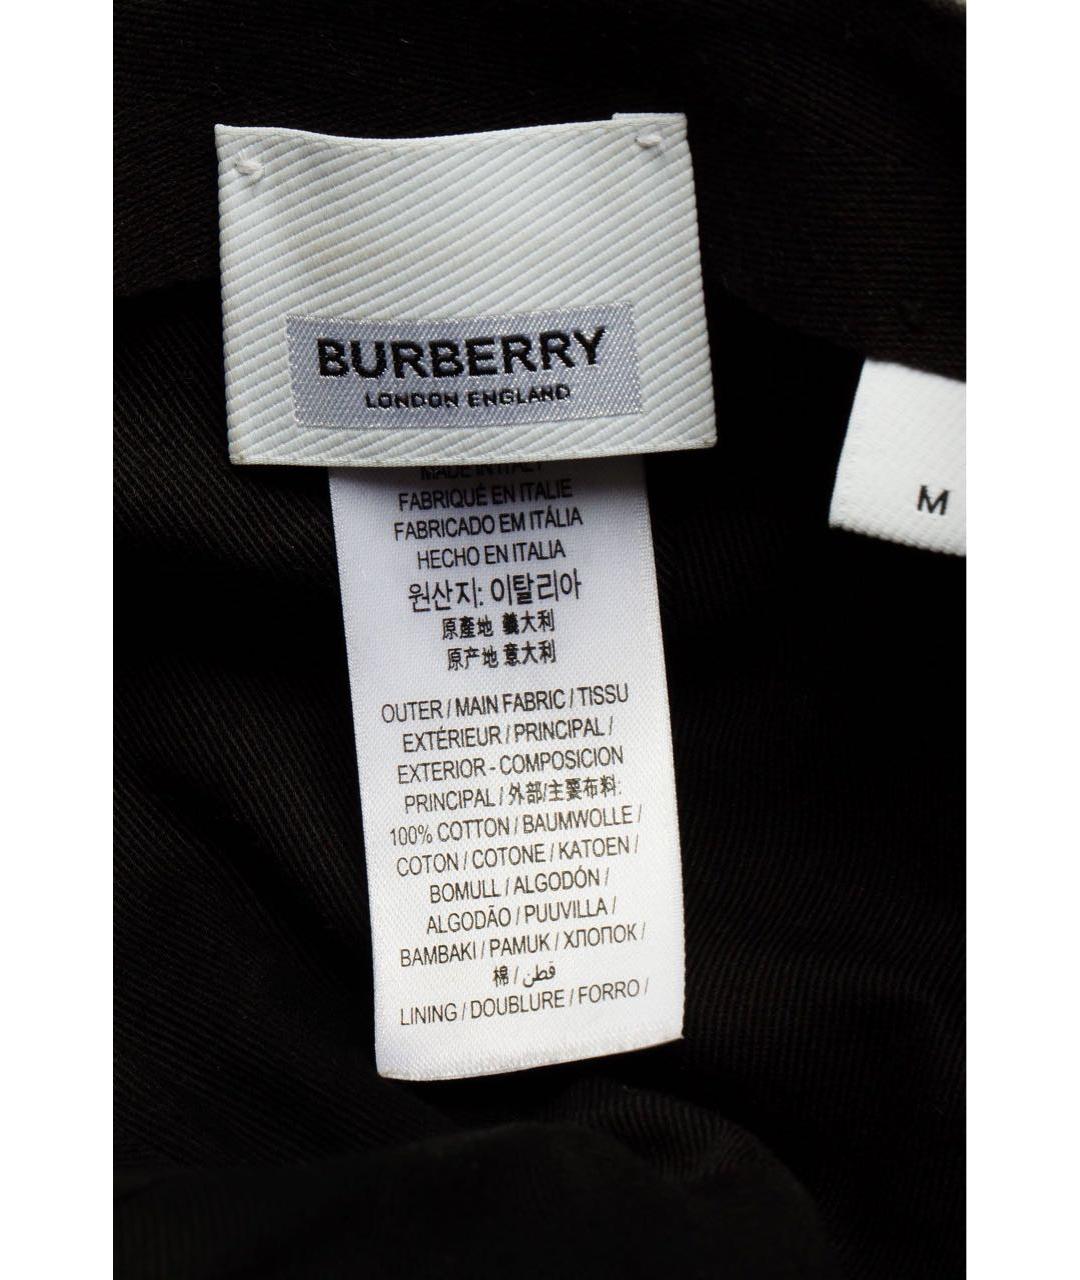 BURBERRY
LONDON ENGLAND
M
MADE IN ITALY
FABRIQUÉ EN ITALIE
FABRICADO EM ITÁLIA
HECHO EN ITALIA
원산지: 이탈리아
原產地 義大利
原产地 意大利
OUTER / MAIN FABRIC / TISSU
EXTÉRIEUR / PRINCIPAL /
EXTERIOR - COMPOSICION
PRINCIPAL / 外部/主要布料:
100% COTTON / BAUMWOLLE /
COTON / COTONE / KATOEN /
BOMULL / ALGODÓN /
ALGODÃO / PUUVILLA /
BAMBAKI / PAMUK / ХЛОПОК /
棉 / قطن
LINING / DOUBLURE / FORRO /